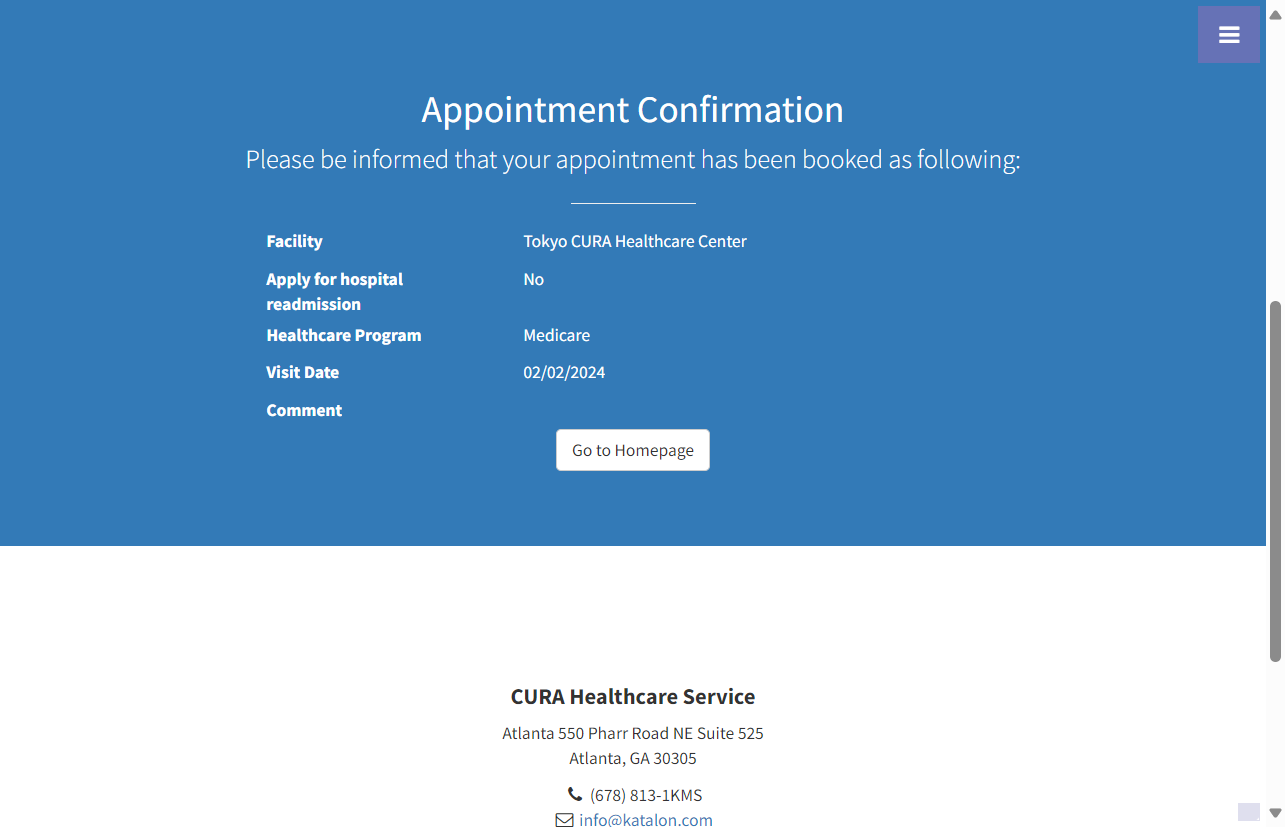 Appointment Confirmation
Please be informed that your appointment has been booked as following:
Facility Tokyo CURA Healthcare Center
Apply for hospital readmission No
Healthcare Program Medicare
Visit Date 02/02/2024
Comment
Go to Homepage
CURA Healthcare Service
Atlanta 550 Pharr Road NE Suite 525
Atlanta, GA 30305
(678) 813-1KMS
info@katalon.com